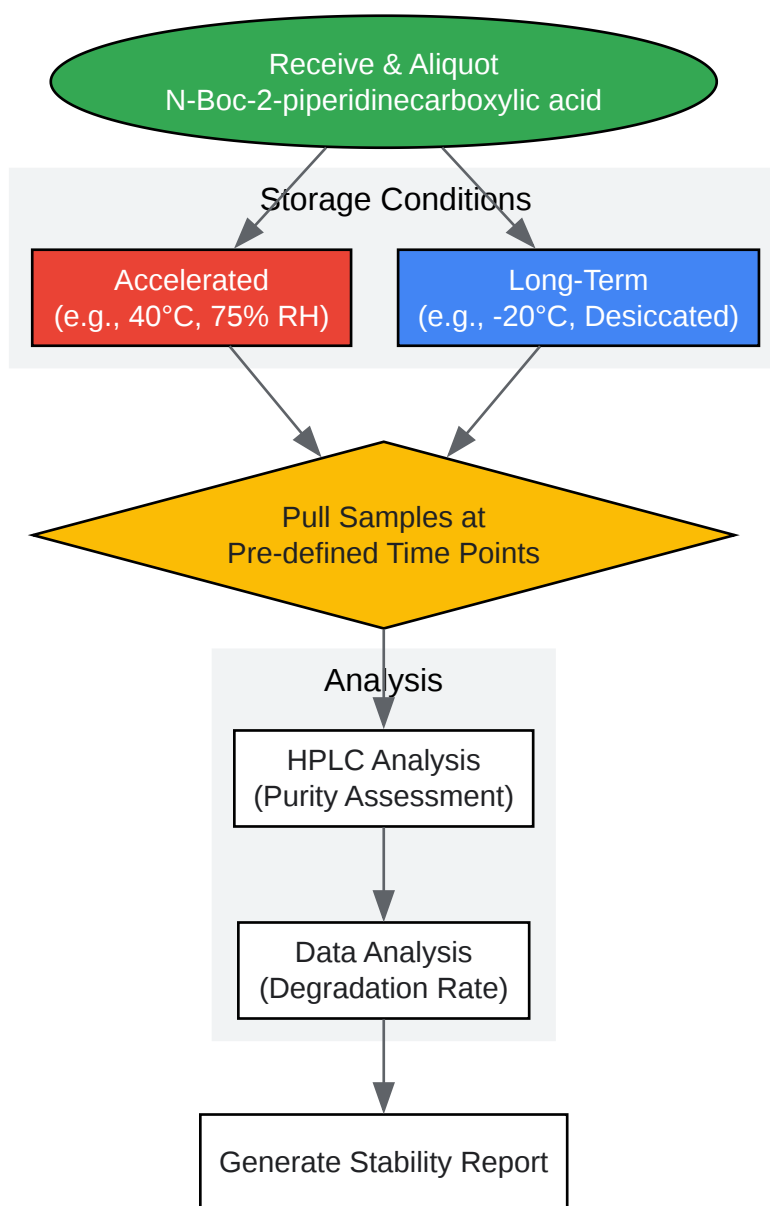 Receive & Aliquot
N-Boc-2-piperidinecarboxylic acid
Storage Conditions
Accelerated
(e.g., 40°C, 75% RH)
Long-Term
(e.g., -20°C, Desiccated)
Pull Samples at
Pre-defined Time Points
Analysis
HPLC Analysis
(Purity Assessment)
Data Analysis
(Degradation Rate)
Generate Stability Report